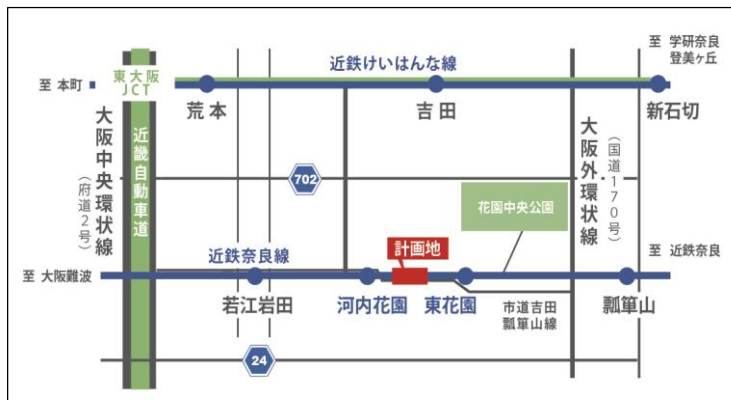 至 学研奈良
登美ヶ丘
近鉄けいはんな線
至 本町
東大阪
JCT
荒本
吉田
新石切
大阪中央環状線
（府道2号）
近畿自動車道
大阪外環状線
（国道170号）
702
花園中央公園
計画地
近鉄奈良線
至 近鉄奈良
至 大阪難波
若江岩田
河内花園
東花園
市道吉田
瓢箪山線
瓢箪山
24